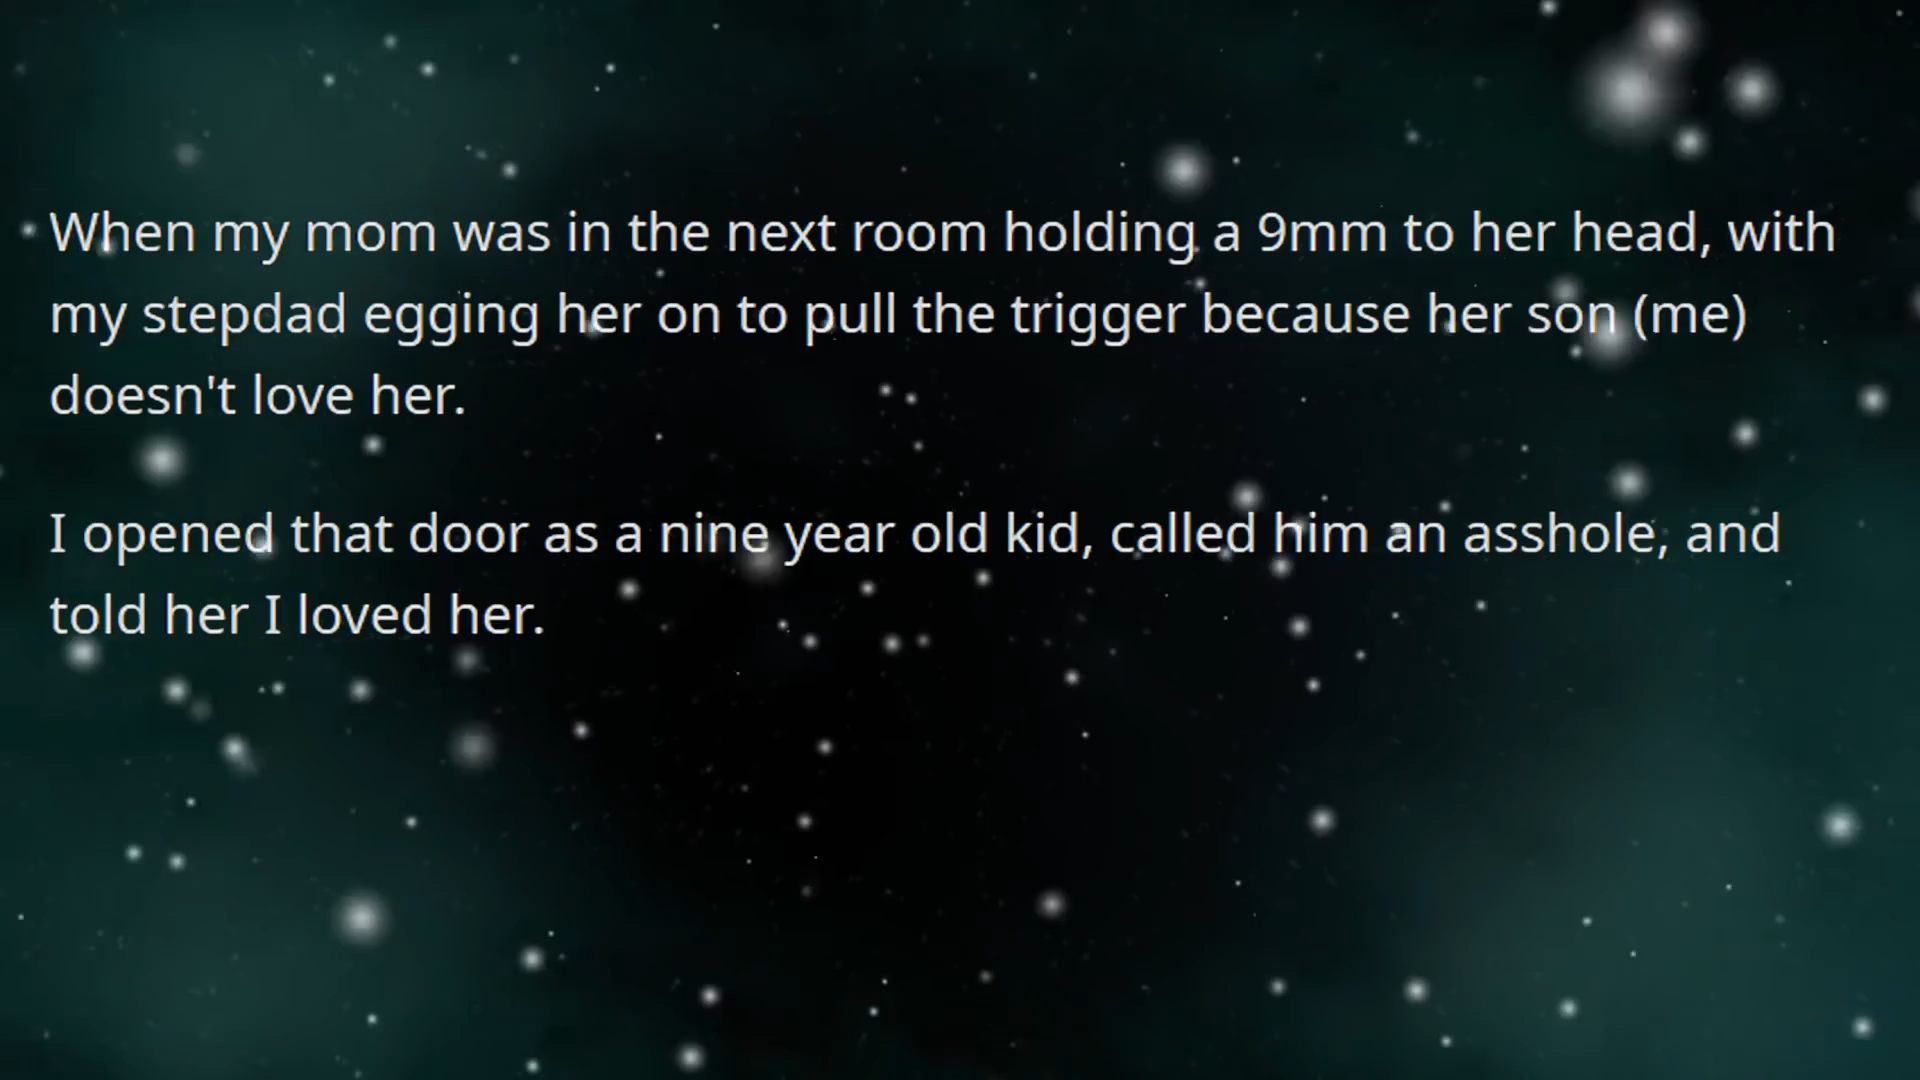 When my mom was in the next room holding a 9mm to her head, with
my stepdad egging her on to pull the trigger because her son (me)
doesn't love her.
I opened that door as a nine year old kid, called him an asshole, and
told her I loved her.